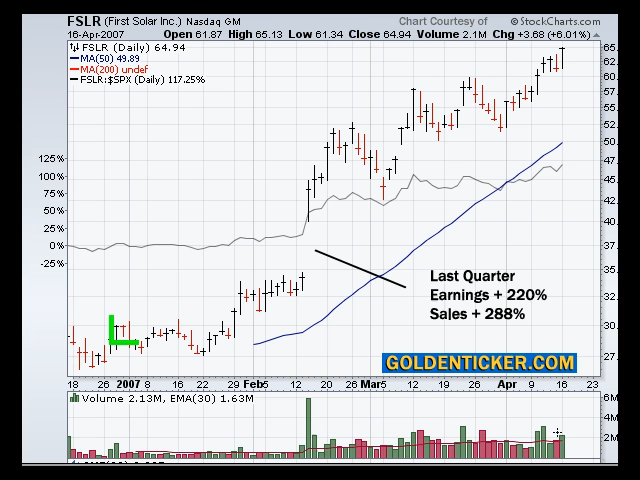 FSLR (First Solar Inc.) Nasdaq GM
Chart Courtesy of © StockCharts.com
16-Apr-2007 Open 61.87 High 65.13 Low 61.34 Close 64.94 Volume 2.1M Chg +3.68 (+6.01%)
FSLR (Daily) 64.94
MA(50) 49.89
MA(200) undef
FSLR:$SPX (Daily) 117.25%
125%
100%
75%
50%
25%
0%
-25%
65.
60.
57.
52.
50.
47.
45.
42.
40.
35.
30.
28.
27.
Last Quarter
Earnings + 220%
Sales + 288%
GOLDENTICKER.COM
18 26 2007 8 16 22 29 Feb 5 12 20 26 Mar 5 12 19 26 Apr 9 16 23
Volume 2.13M, EMA(30) 1.63M
6M
4M
2M